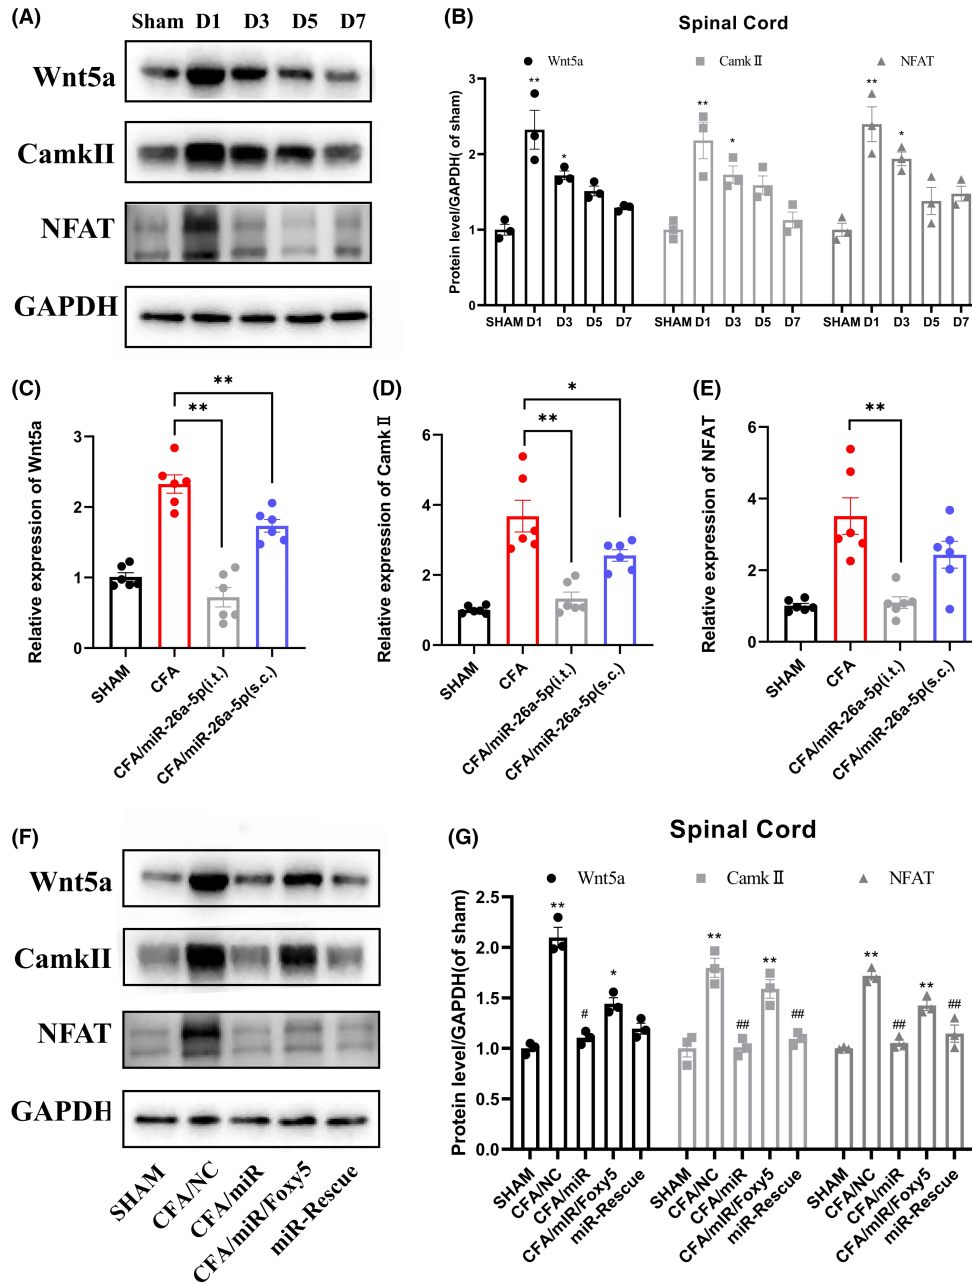 (A)
Sham D1 D3 D5 D7
Wnt5a
CamkII
NFAT
GAPDH
(B)
Spinal Cord
Wnt5a Camk Ⅱ NFAT
Protein level/GAPDH( of sham)
3
2
1
0
** * ** * ** *
SHAM D1 D3 D5 D7 SHAM D1 D3 D5 D7 SHAM D1 D3 D5 D7
(C)
Relative expression of Wnt5a
3
2
1
0
**
**
SHAM
CFA
CFA/miR-26a-5p(i.t.)
CFA/miR-26a-5p(s.c.)
(D)
Relative expression of Camk Ⅱ
6
4
2
0
*
**
SHAM
CFA
CFA/miR-26a-5p(i.t.)
CFA/miR-26a-5p(s.c.)
(E)
Relative expression of NFAT
6
4
2
0
**
SHAM
CFA
CFA/miR-26a-5p(i.t.)
CFA/miR-26a-5p(s.c.)
(F)
Wnt5a
CamkII
NFAT
GAPDH
SHAM
CFA/NC
CFA/miR
CFA/miR/Foxy5
miR-Rescue
(G)
Spinal Cord
Wnt5a Camk Ⅱ NFAT
Protein level/GAPDH(of sham)
2.5
2.0
1.5
1.0
0.5
0.0
** # * ** ## ** ## ** ## ** ##
SHAM
CFA/NC
CFA/miR
CFA/miR/Foxy5
miR-Rescue
SHAM
CFA/NC
CFA/miR
CFA/miR/Foxy5
miR-Rescue
SHAM
CFA/NC
CFA/miR
CFA/miR/Foxy5
miR-Rescue